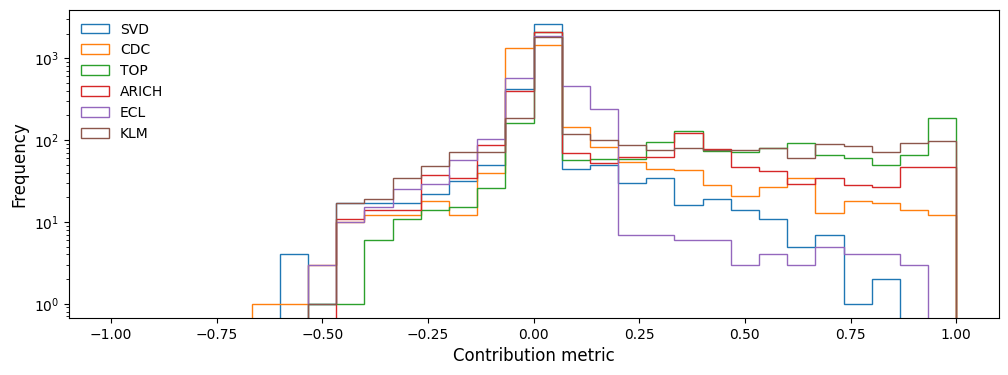 SVD
CDC
TOP
ARICH
ECL
KLM
Frequency
10³
10²
10¹
10⁰
−1.00 −0.75 −0.50 −0.25 0.00 0.25 0.50 0.75 1.00
Contribution metric